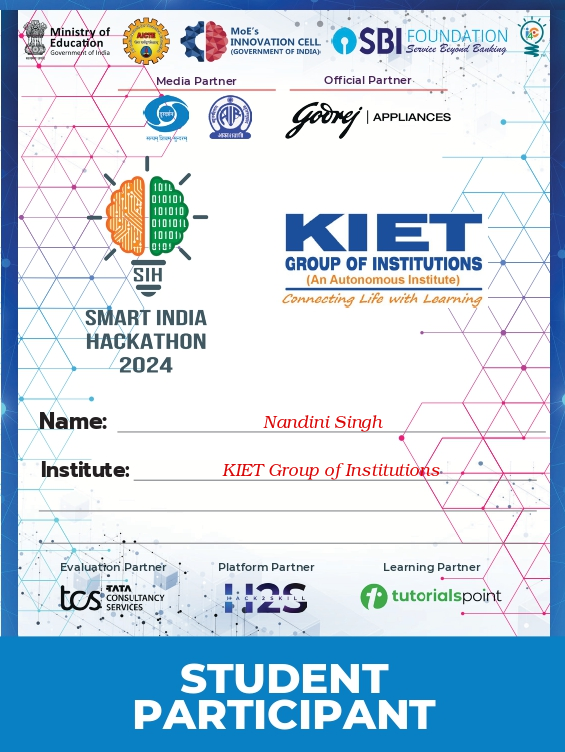 Ministry of
Education
Government of India
AICTE
MoE's
INNOVATION CELL
(GOVERNMENT OF INDIA)
SBI FOUNDATION
Service Beyond Banking
Media Partner
Official Partner
Godrej | APPLIANCES
SIH
SMART INDIA
HACKATHON
2024
KIET
GROUP OF INSTITUTIONS
(An Autonomous Institute)
Connecting Life with Learning
Name: Nandini Singh
Institute: KIET Group of Institutions
Evaluation Partner
Platform Partner
Learning Partner
tcs TATA
CONSULTANCY
SERVICES
H2S
HACK2SKILL
tutorialspoint
STUDENT
PARTICIPANT